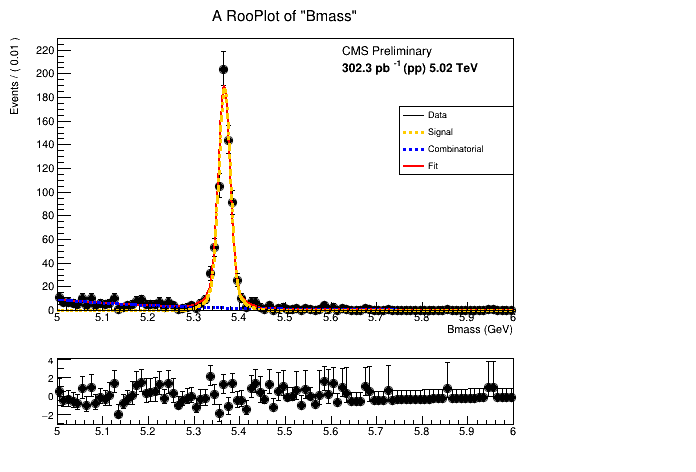 A RooPlot of "Bmass"
Events / ( 0.01 )
220
200
180
160
140
120
100
80
60
40
20
0
CMS Preliminary
302.3 pb -1 (pp) 5.02 TeV
Data
Signal
Combinatorial
Fit
5 5.1 5.2 5.3 5.4 5.5 5.6 5.7 5.8 5.9 6
Bmass (GeV)
4
2
0
−2
5 5.1 5.2 5.3 5.4 5.5 5.6 5.7 5.8 5.9 6